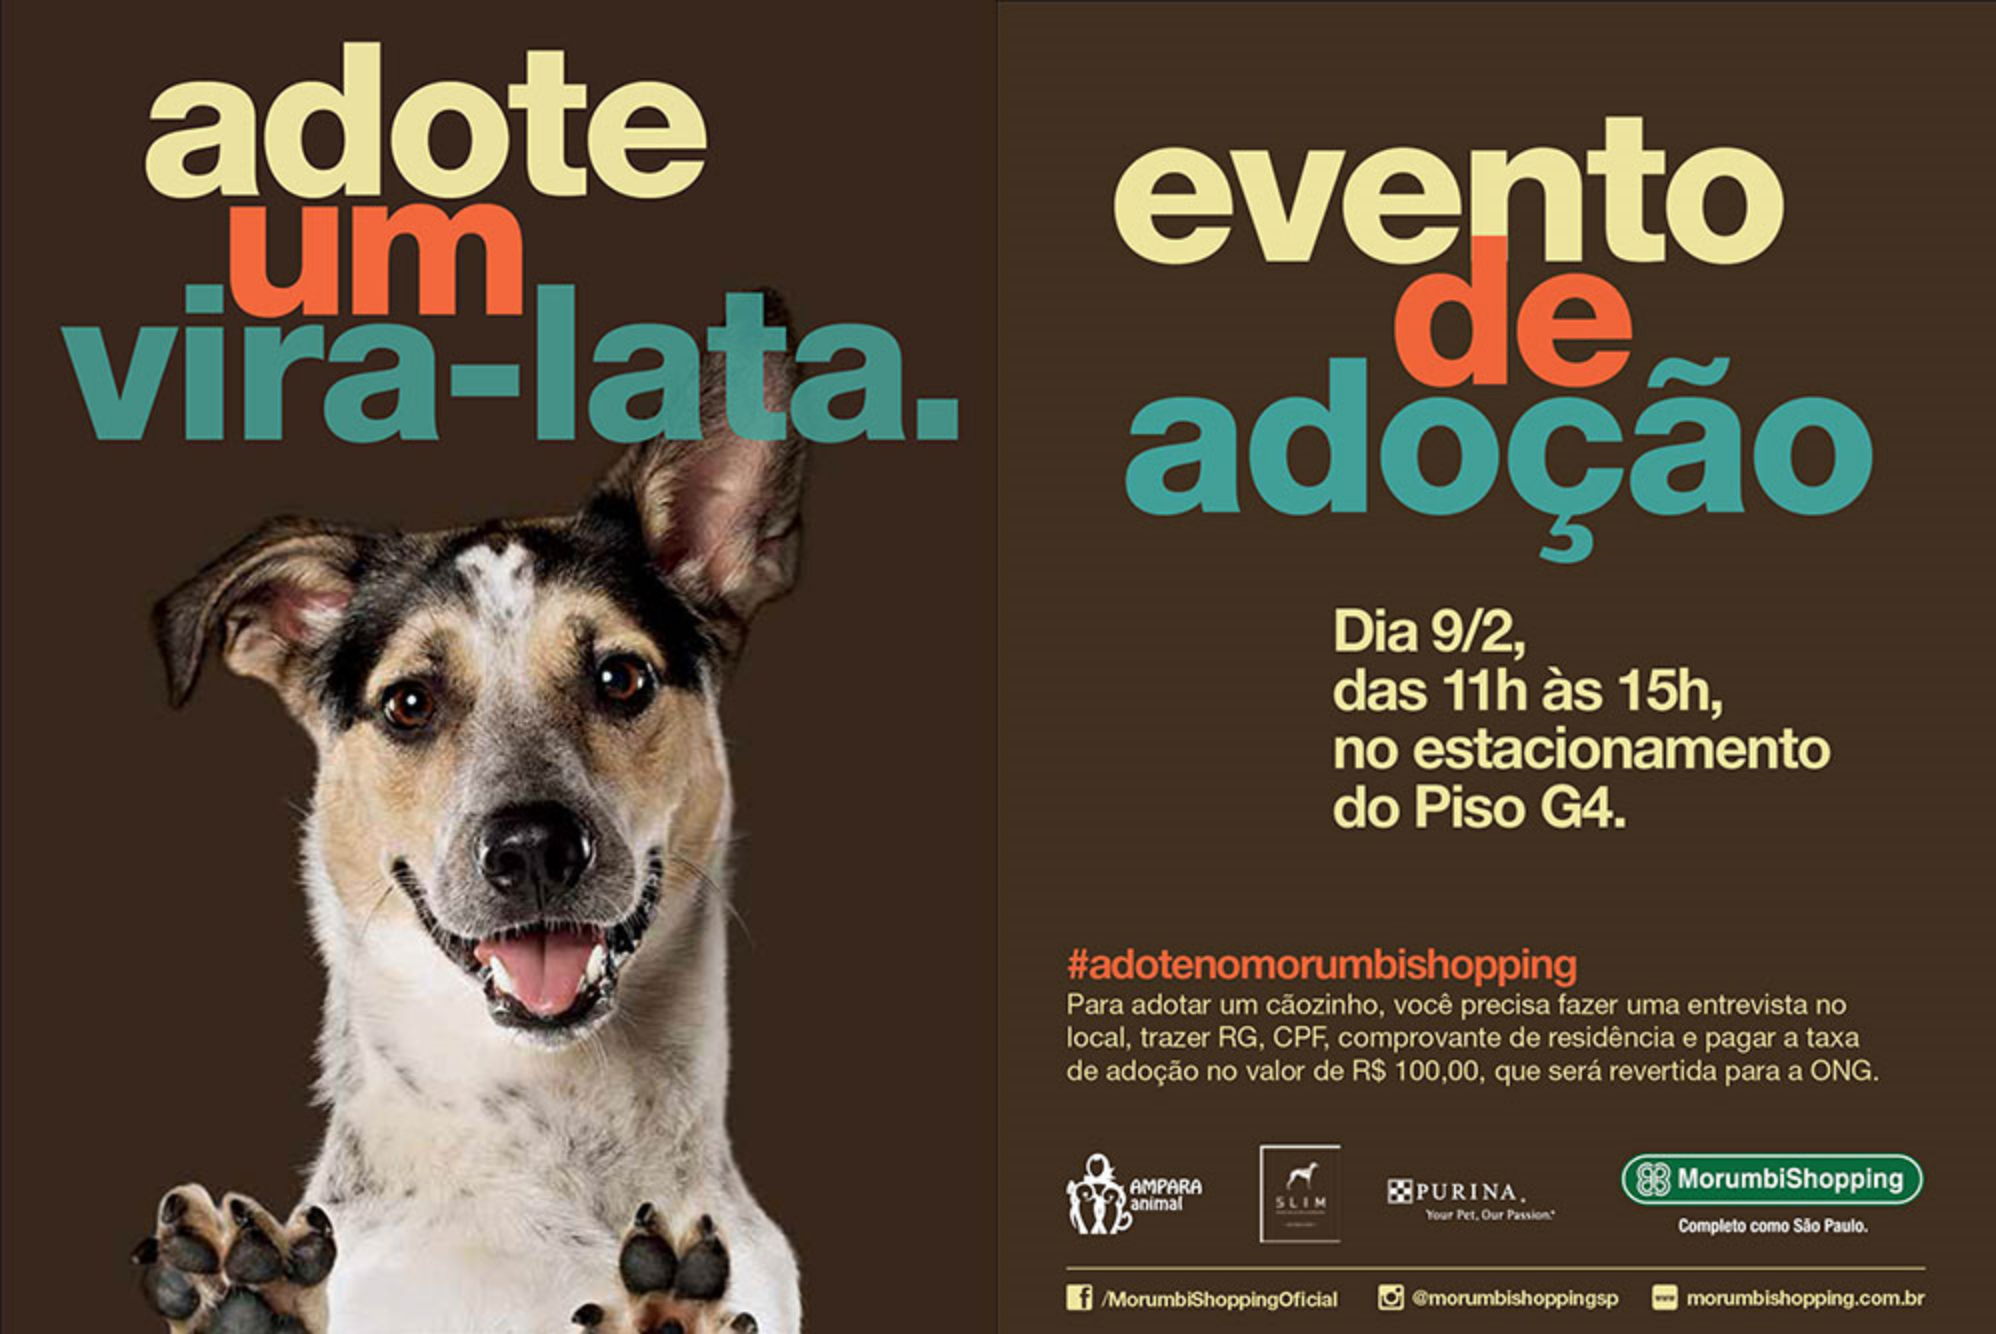 adote
um
vira-lata.
evento
de
adoção
Dia 9/2,
das 11h às 15h,
no estacionamento
do Piso G4.
#adotenomorumbishopping
Para adotar um cãozinho, você precisa fazer uma entrevista no
local, trazer RG, CPF, comprovante de residência e pagar a taxa
de adoção no valor de R$ 100,00, que será revertida para a ONG.
AMPARA
animal
SLIM
PURINA
Your Pet, Our Passion.
MorumbiShopping
Completo como São Paulo.
/MorumbiShoppingOficial
@morumbishoppingsp
www
morumbishopping.com.br